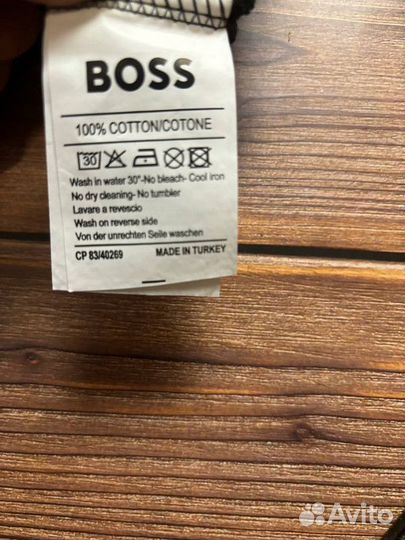 BOSS
100% COTTON/COTONE
30
Wash in water 30°-No bleach- Cool iron
No dry cleaning- No tumbler
Lavare a revescio
Wash on reverse side
Von der unrechten Seile waschen
CP 83/40269 MADE IN TURKEY
Avito